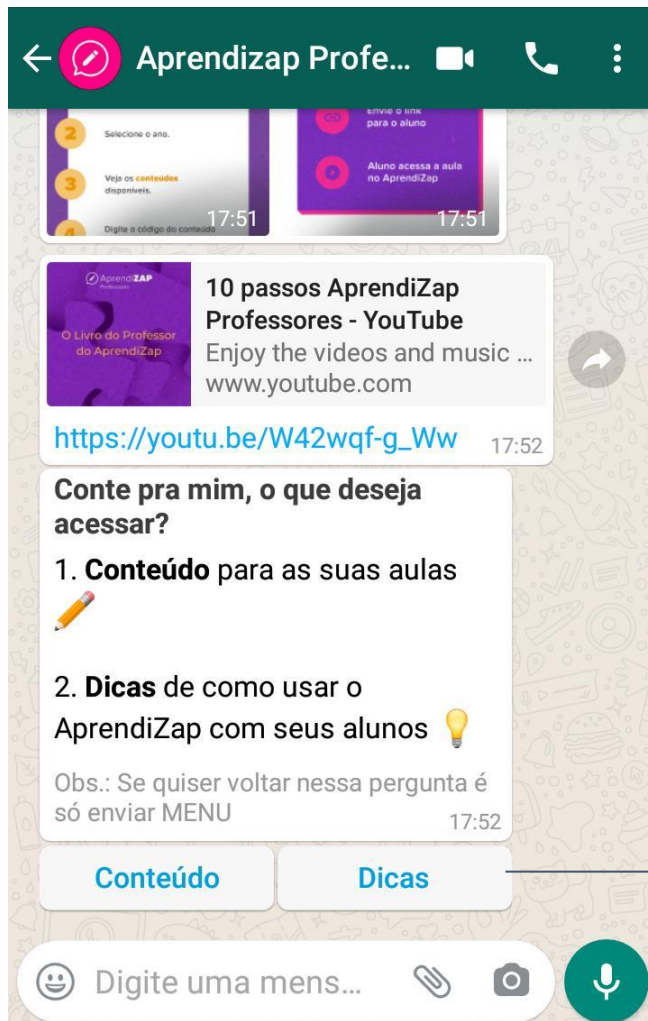 Aprendizap Profe...
2
Selecione o ano.
3
Veja os conteúdos
disponíveis.
4
Digite o código do conteúdo
17:51
Envie o link
para o aluno
Aluno acessa a aula
no AprendiZap
17:51
AprendiZAP
Professores
O Livro do Professor
do AprendiZap
10 passos AprendiZap
Professores - YouTube
Enjoy the videos and music ...
www.youtube.com
https://youtu.be/W42wqf-g_Ww
17:52
Conte pra mim, o que deseja
acessar?
1. Conteúdo para as suas aulas
✏️
2. Dicas de como usar o
AprendiZap com seus alunos 💡
Obs.: Se quiser voltar nessa pergunta é
só enviar MENU
17:52
Conteúdo
Dicas
Digite uma mens...